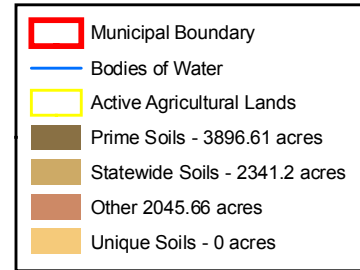 Municipal Boundary
Bodies of Water
Active Agricultural Lands
Prime Soils - 3896.61 acres
Statewide Soils - 2341.2 acres
Other 2045.66 acres
Unique Soils - 0 acres